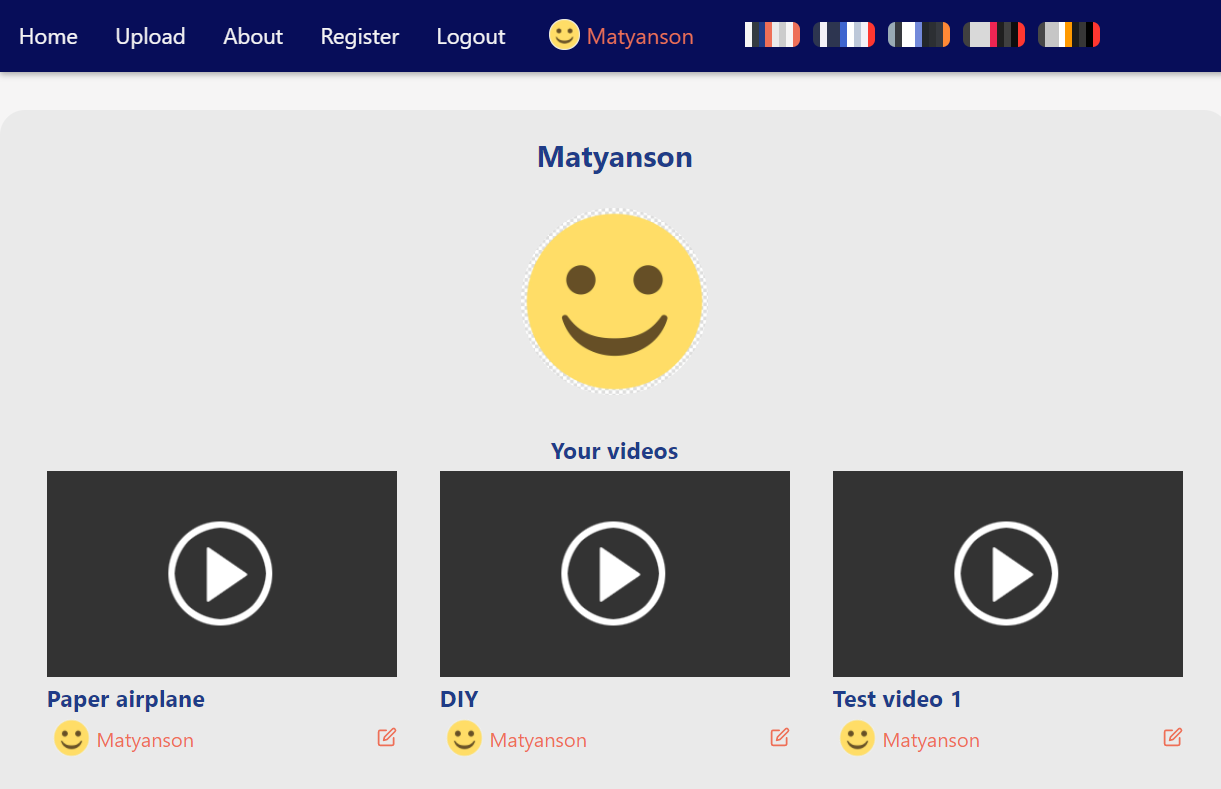 Home Upload About Register Logout Matyanson
Matyanson
Your videos
Paper airplane DIY Test video 1
Matyanson Matyanson Matyanson